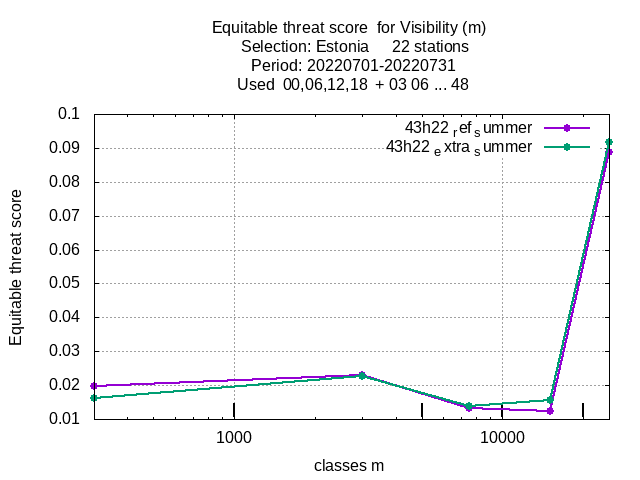 Equitable threat score  for Visibility (m)
Selection: Estonia     22 stations
Period: 20220701-20220731
Used  00,06,12,18  + 03 06 ... 48
43h22 ref summer
43h22 extra summer
Equitable threat score
0.1
0.09
0.08
0.07
0.06
0.05
0.04
0.03
0.02
0.01
1000
10000
classes m